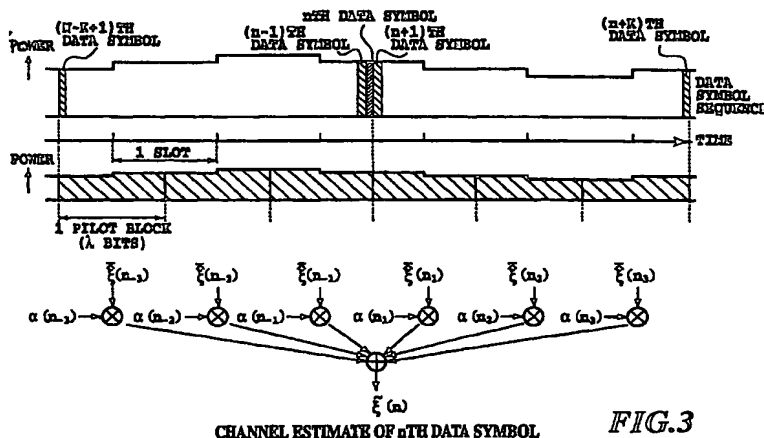 nTH DATA SYMBOL
(N-K+1)TH DATA SYMBOL
(n-1)TH DATA SYMBOL
(n+1)TH DATA SYMBOL
(n+K)TH DATA SYMBOL
POWER
DATA SYMBOL SEQUENCE
TIME
1 SLOT
POWER
1 PILOT BLOCK
(λ BITS)
ξ̂(n₋₃) ξ̂(n₋₂) ξ̂(n₋₁) ξ̂(n₁) ξ̂(n₂) ξ̂(n₃)
α(n₋₃) α(n₋₂) α(n₋₁) α(n₁) α(n₂) α(n₃)
ξ̃(n)
CHANNEL ESTIMATE OF nTH DATA SYMBOL
FIG.3